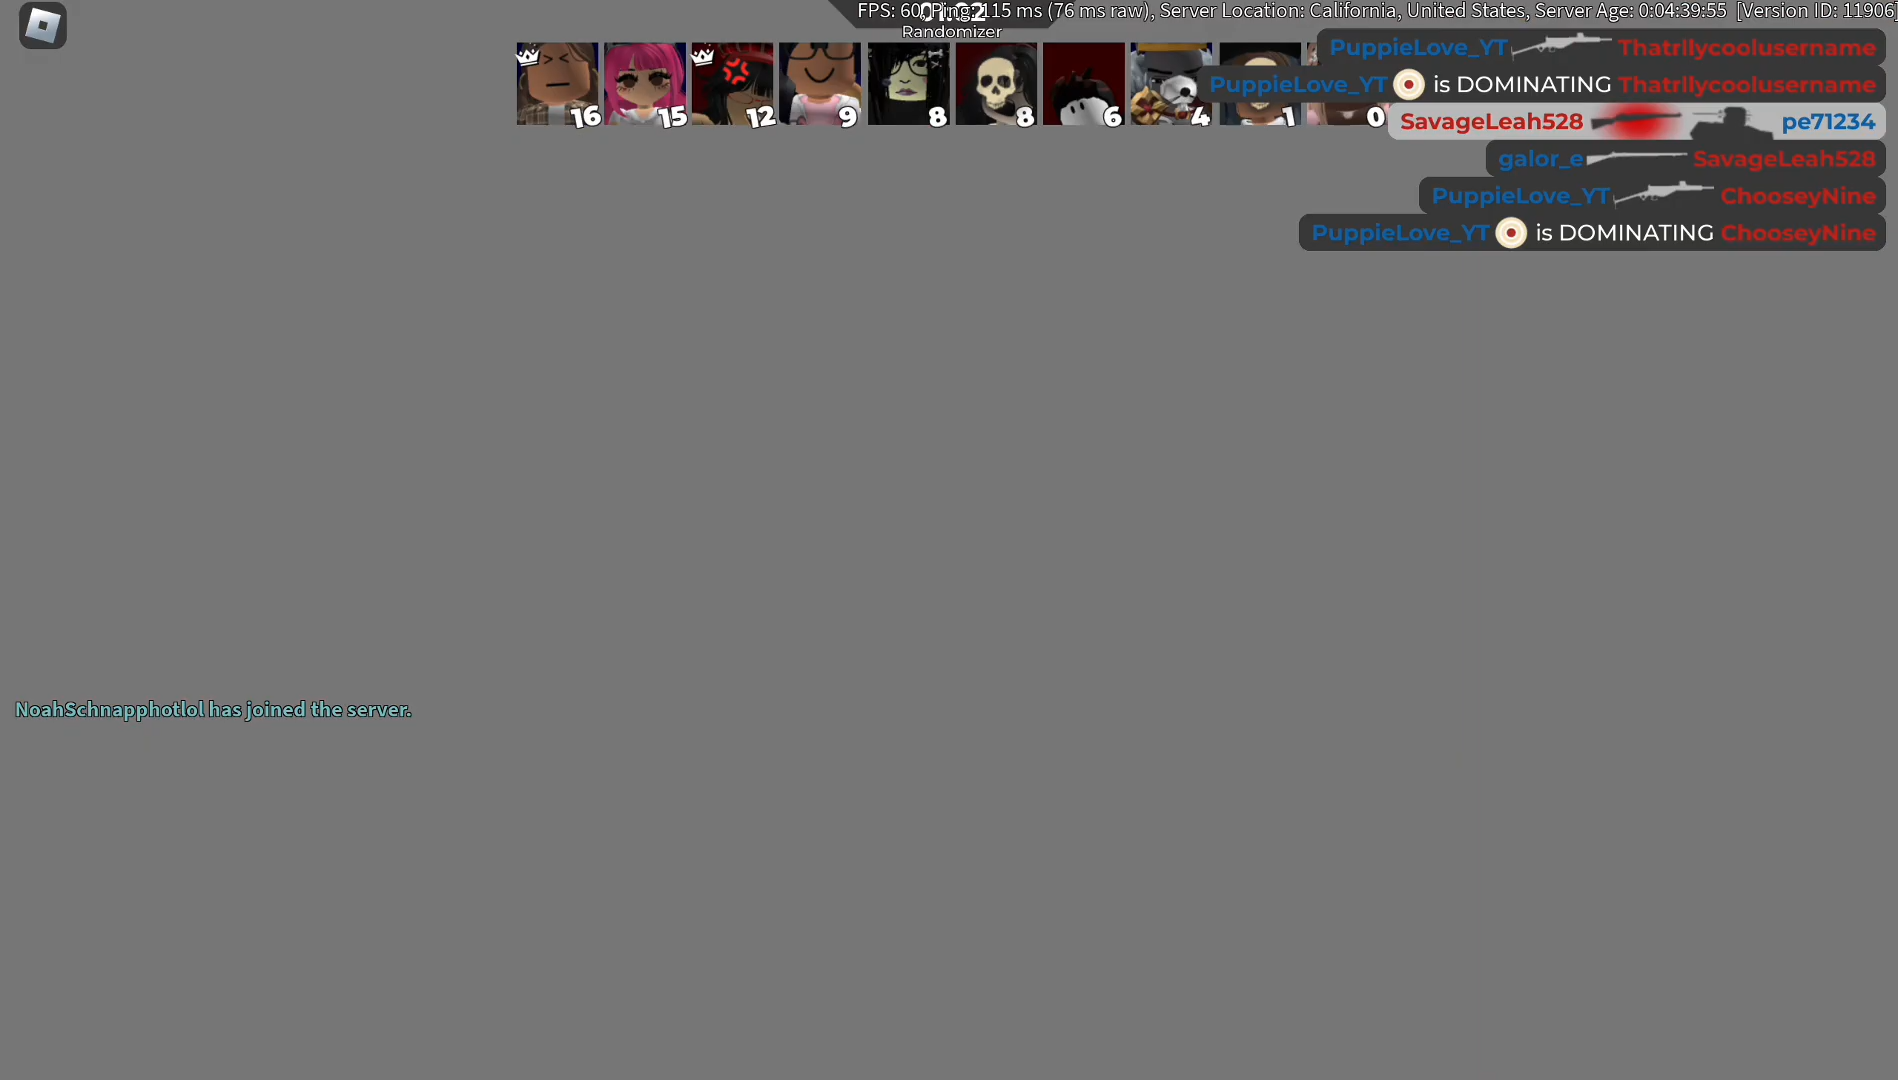 FPS: 60, Ping: 115 ms (76 ms raw), Server Location: California, United States, Server Age: 0:04:39:55 [Version ID: 11906]
Randomizer
16 15 12 9 8 8 6 4 1 0
PuppieLove_YT Thatrllycoolusername
PuppieLove_YT is DOMINATING Thatrllycoolusername
SavageLeah528 pe71234
galor_e SavageLeah528
PuppieLove_YT ChooseyNine
PuppieLove_YT is DOMINATING ChooseyNine
NoahSchnapphotlol has joined the server.